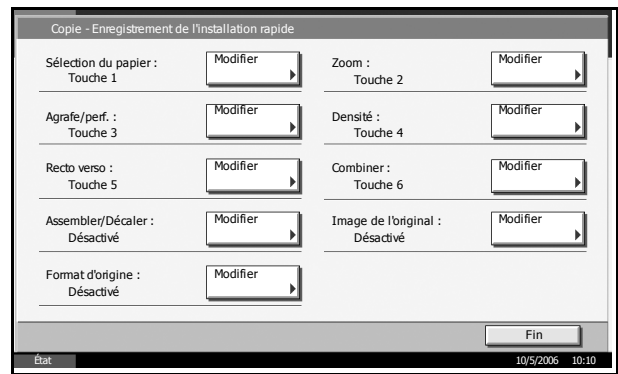 Copie - Enregistrement de l'installation rapide
Sélection du papier :
Touche 1
Modifier
Zoom :
Touche 2
Modifier
Agrafe/perf. :
Touche 3
Modifier
Densité :
Touche 4
Modifier
Recto verso :
Touche 5
Modifier
Combiner :
Touche 6
Modifier
Assembler/Décaler :
Désactivé
Modifier
Image de l'original :
Désactivé
Modifier
Format d'origine :
Désactivé
Modifier
Fin
État
10/5/2006 10:10